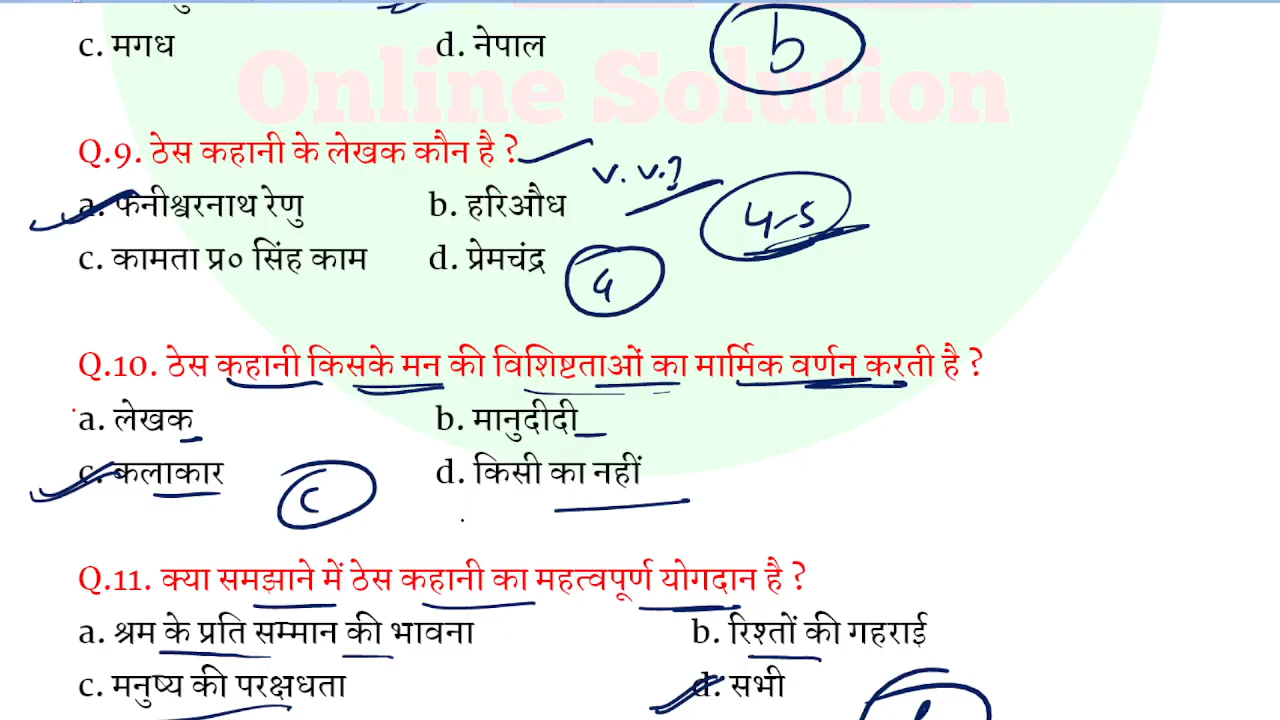 c. मगध d. नेपाल b
Online Solution
Q.9. ठेस कहानी के लेखक कौन है ?
v. v. ?
a. फनीश्वरनाथ रेणु b. हरिऔध
c. कामता प्र० सिंह काम d. प्रेमचंद्र
Q.10. ठेस कहानी किसके मन की विशिष्टताओं का मार्मिक वर्णन करती है ?
a. लेखक b. मानुदीदी
c. कलाकार d. किसी का नहीं
c
Q.11. क्या समझाने में ठेस कहानी का महत्वपूर्ण योगदान है ?
a. श्रम के प्रति सम्मान की भावना b. रिश्तों की गहराई
c. मनुष्य की परक्षधता d. सभी